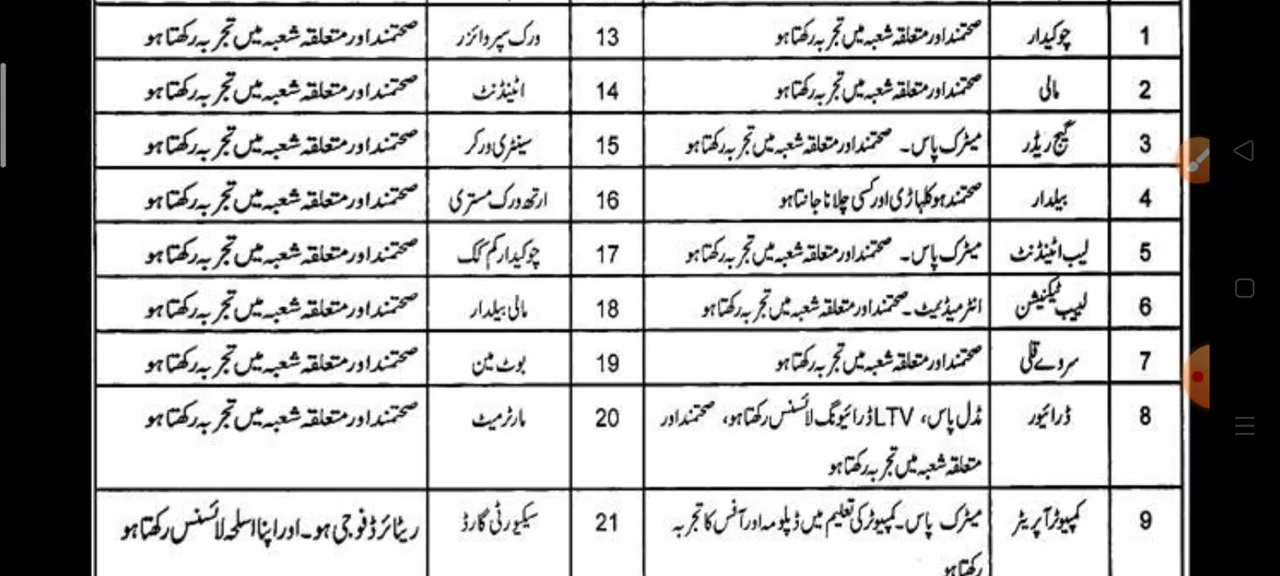 1 چوکیدار صحتمند اور متعلقہ شعبہ میں تجربہ رکھتا ہو 13 ورک سپروائزر صحتمند اور متعلقہ شعبہ میں تجربہ رکھتا ہو
2 مالی صحتمند اور متعلقہ شعبہ میں تجربہ رکھتا ہو 14 اٹینڈنٹ صحتمند اور متعلقہ شعبہ میں تجربہ رکھتا ہو
3 گیج ریڈر میٹرک پاس۔ صحتمند اور متعلقہ شعبہ میں تجربہ رکھتا ہو 15 سینٹری ورکر صحتمند اور متعلقہ شعبہ میں تجربہ رکھتا ہو
4 بیلدار صحتمند ہو کلہاڑی اور کسی چلانا جانتا ہو 16 ارتھ ورک مستری صحتمند اور متعلقہ شعبہ میں تجربہ رکھتا ہو
5 لیب اٹینڈنٹ میٹرک پاس۔ صحتمند اور متعلقہ شعبہ میں تجربہ رکھتا ہو 17 چوکیدار کم کک صحتمند اور متعلقہ شعبہ میں تجربہ رکھتا ہو
6 لیب ٹیکنیشن انٹرمیڈیٹ۔ صحتمند اور متعلقہ شعبہ میں تجربہ رکھتا ہو 18 مالی بیلدار صحتمند اور متعلقہ شعبہ میں تجربہ رکھتا ہو
7 سروے قلی صحتمند اور متعلقہ شعبہ میں تجربہ رکھتا ہو 19 بوٹ مین صحتمند اور متعلقہ شعبہ میں تجربہ رکھتا ہو
8 ڈرائیور مڈل پاس، LTV ڈرائیونگ لائسنس رکھتا ہو، صحتمند اور 20 مارٹر میٹ صحتمند اور متعلقہ شعبہ میں تجربہ رکھتا ہو
متعلقہ شعبہ میں تجربہ رکھتا ہو
9 کمپیوٹر آپریٹر میٹرک پاس۔ کمپیوٹر کی تعلیم میں ڈپلومہ اور آفس کا تجربہ 21 سیکیورٹی گارڈ ریٹائرڈ فوجی ہو۔ اور اپنا اسلحہ لائسنس رکھتا ہو
رکھتا ہو